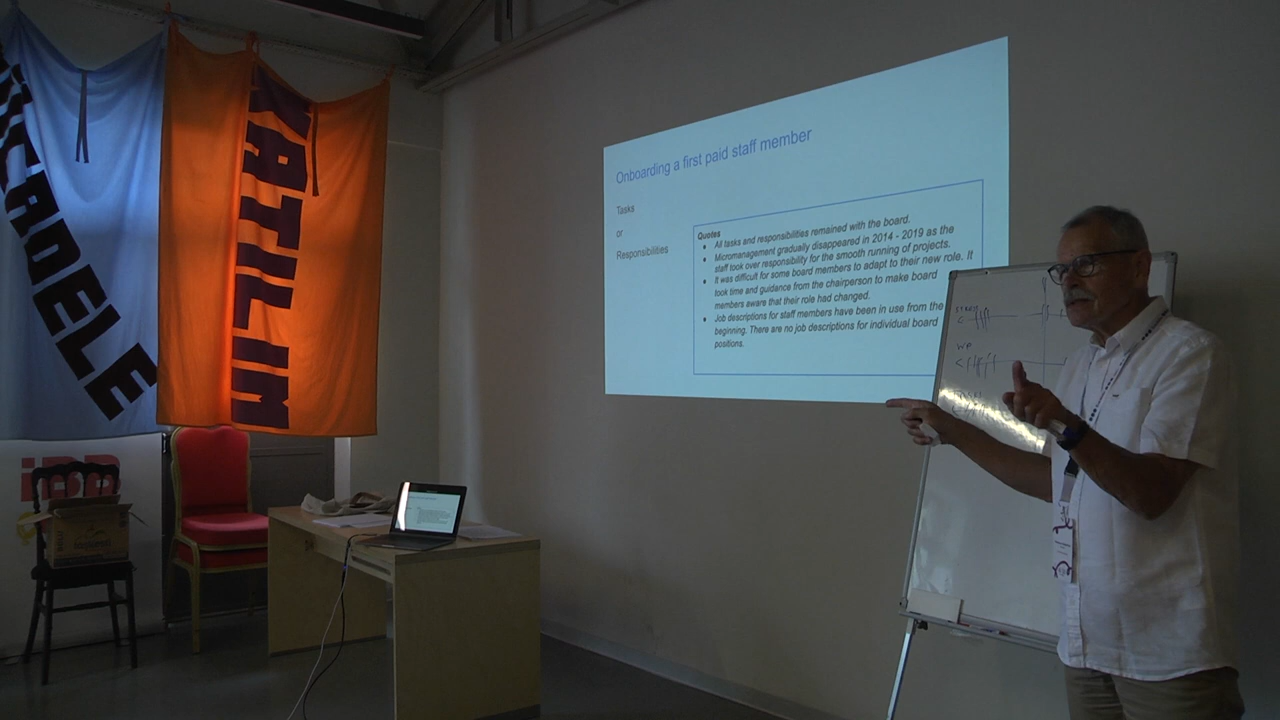 MÜCADELE
KATILIM
Onboarding a first paid staff member
Tasks
or
Responsibilities
Quotes
All tasks and responsibilities remained with the board.
Micromanagement gradually disappeared in 2014 - 2019 as the
staff took over responsibility for the smooth running of projects.
It was difficult for some board members to adapt to their new role. It
took time and guidance from the chairperson to make board
members aware that their role had changed.
Job descriptions for staff members have been in use from the
beginning. There are no job descriptions for individual board
positions.